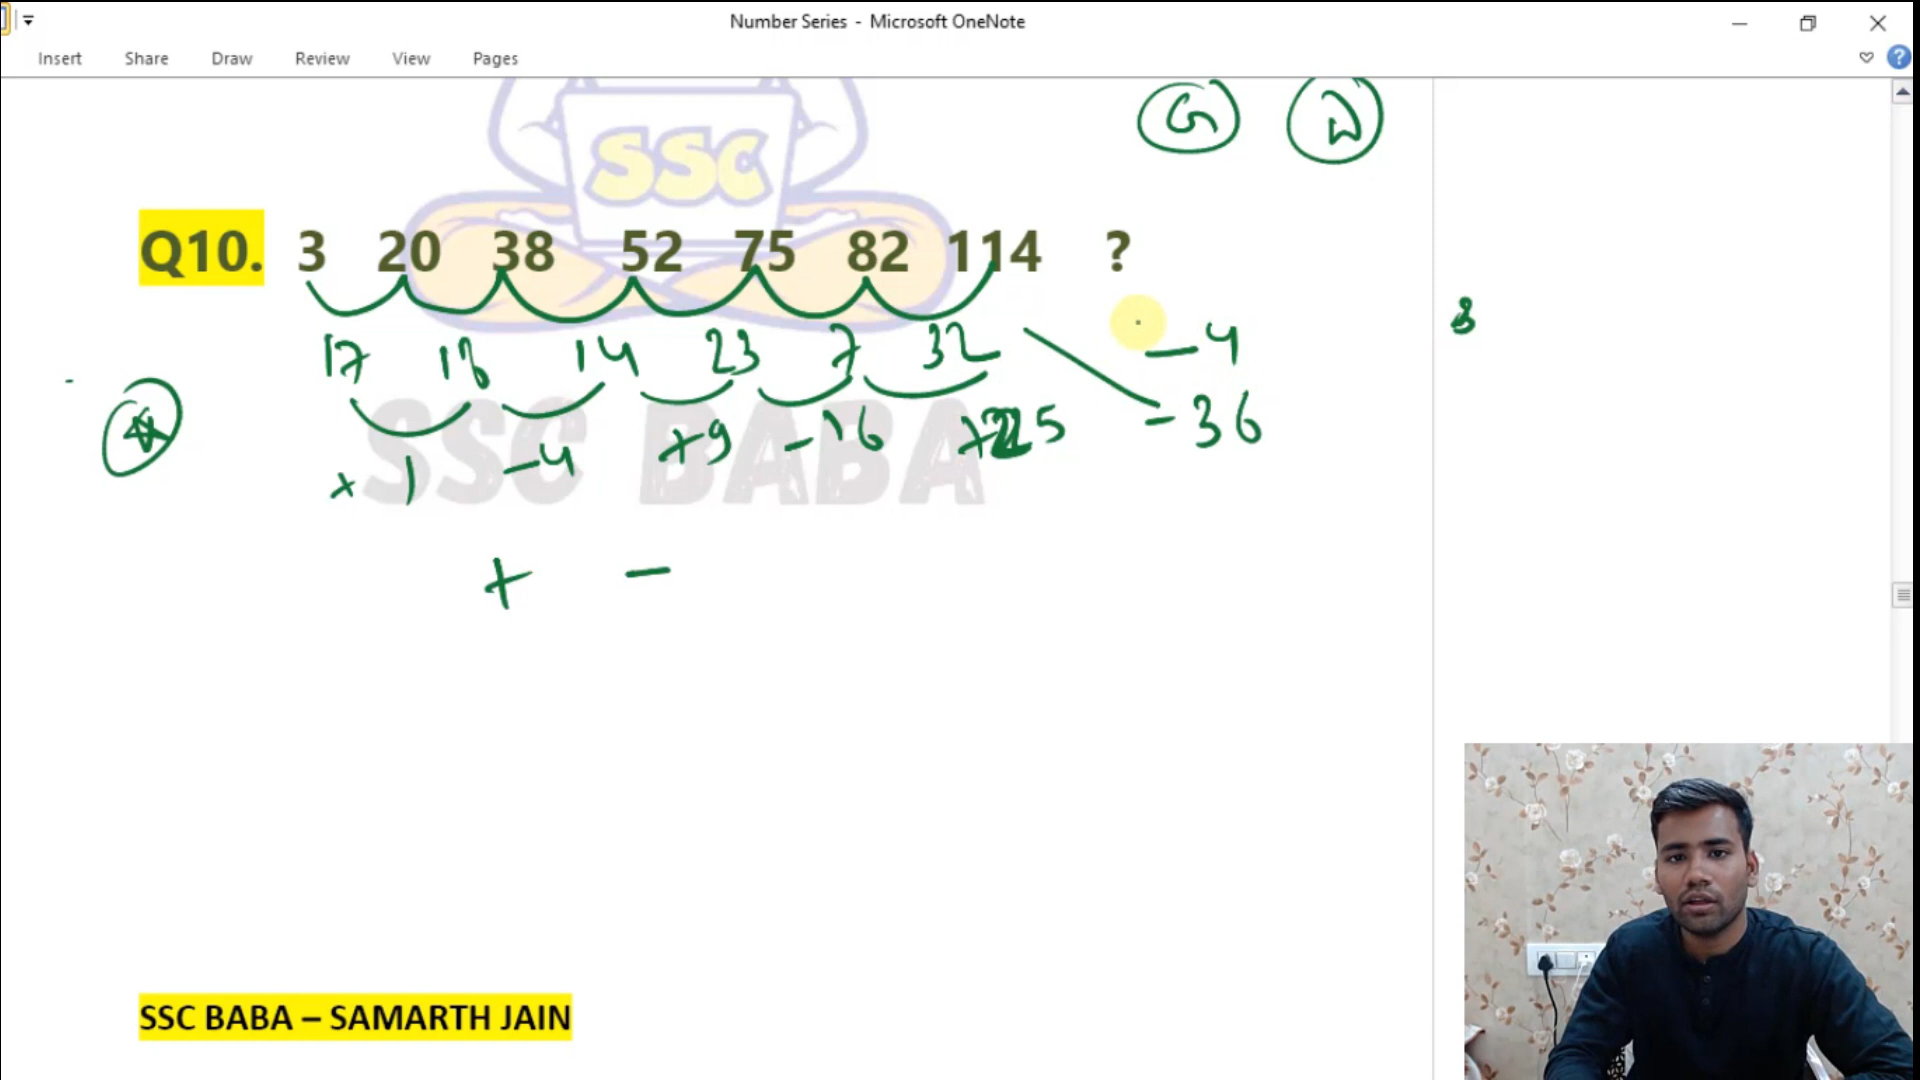 Number Series - Microsoft OneNote
Insert Share Draw Review View Pages
?
G D
SSC
Q10. 3 20 38 52 75 82 114 ?
17 18 14 23 7 32 -4
+1 -4 +9 -16 +25 -36
SSC BABA
+ -
SSC BABA – SAMARTH JAIN